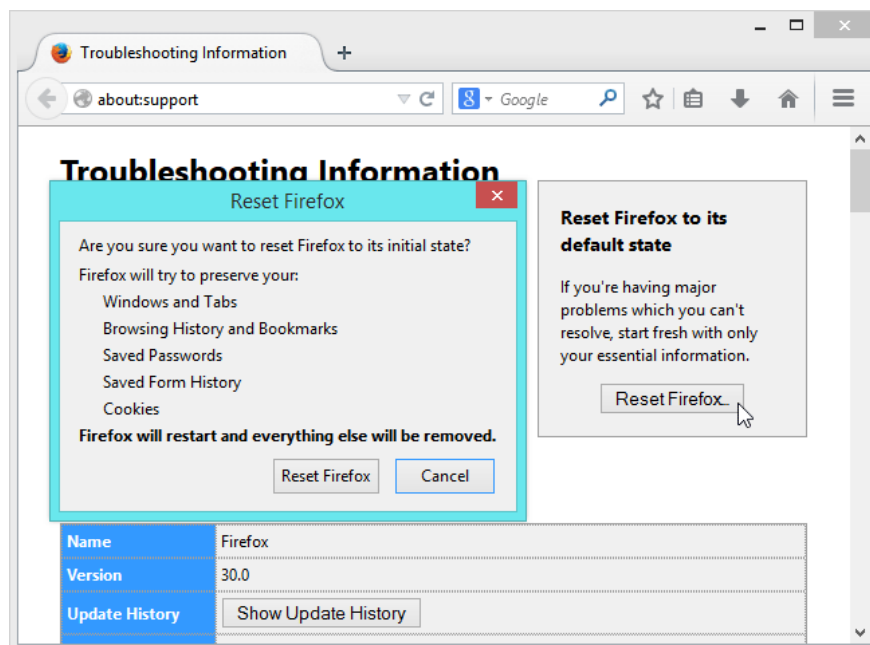 Troubleshooting Information
about:support
Google
Troubleshooting Information
Reset Firefox
Are you sure you want to reset Firefox to its initial state?
Firefox will try to preserve your:
Windows and Tabs
Browsing History and Bookmarks
Saved Passwords
Saved Form History
Cookies
Firefox will restart and everything else will be removed.
Reset Firefox
Cancel
Reset Firefox to its
default state
If you're having major
problems which you can't
resolve, start fresh with only
your essential information.
Reset Firefox...
Name Firefox
Version 30.0
Update History Show Update History